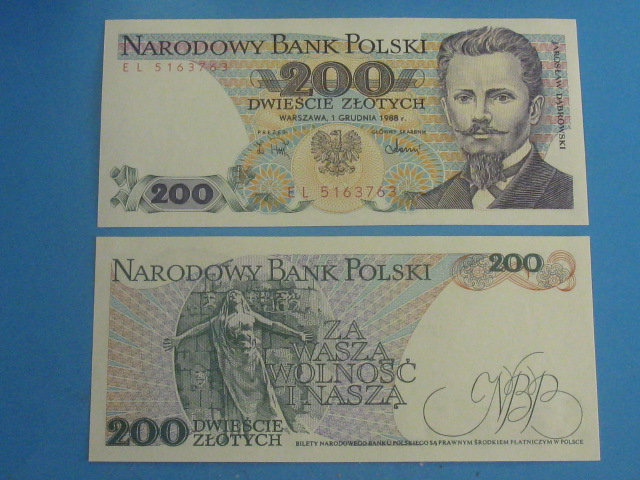 NARODOWY BANK POLSKI
EL 5163763
200
DWIEŚCIE ZŁOTYCH
WARSZAWA, 1 GRUDNIA 1988 r.
PREZES
GŁÓWNY SKARBNIK
JAROSŁAW DĄBROWSKI
200
EL 5163763
NARODOWY BANK POLSKI
200
ZA
WASZĄ
WOLNOŚĆ
I NASZĄ
NBP
200
DWIEŚCIE
ZŁOTYCH
BILETY NARODOWEGO BANKU POLSKIEGO SĄ PRAWNYM ŚRODKIEM PŁATNICZYM W POLSCE